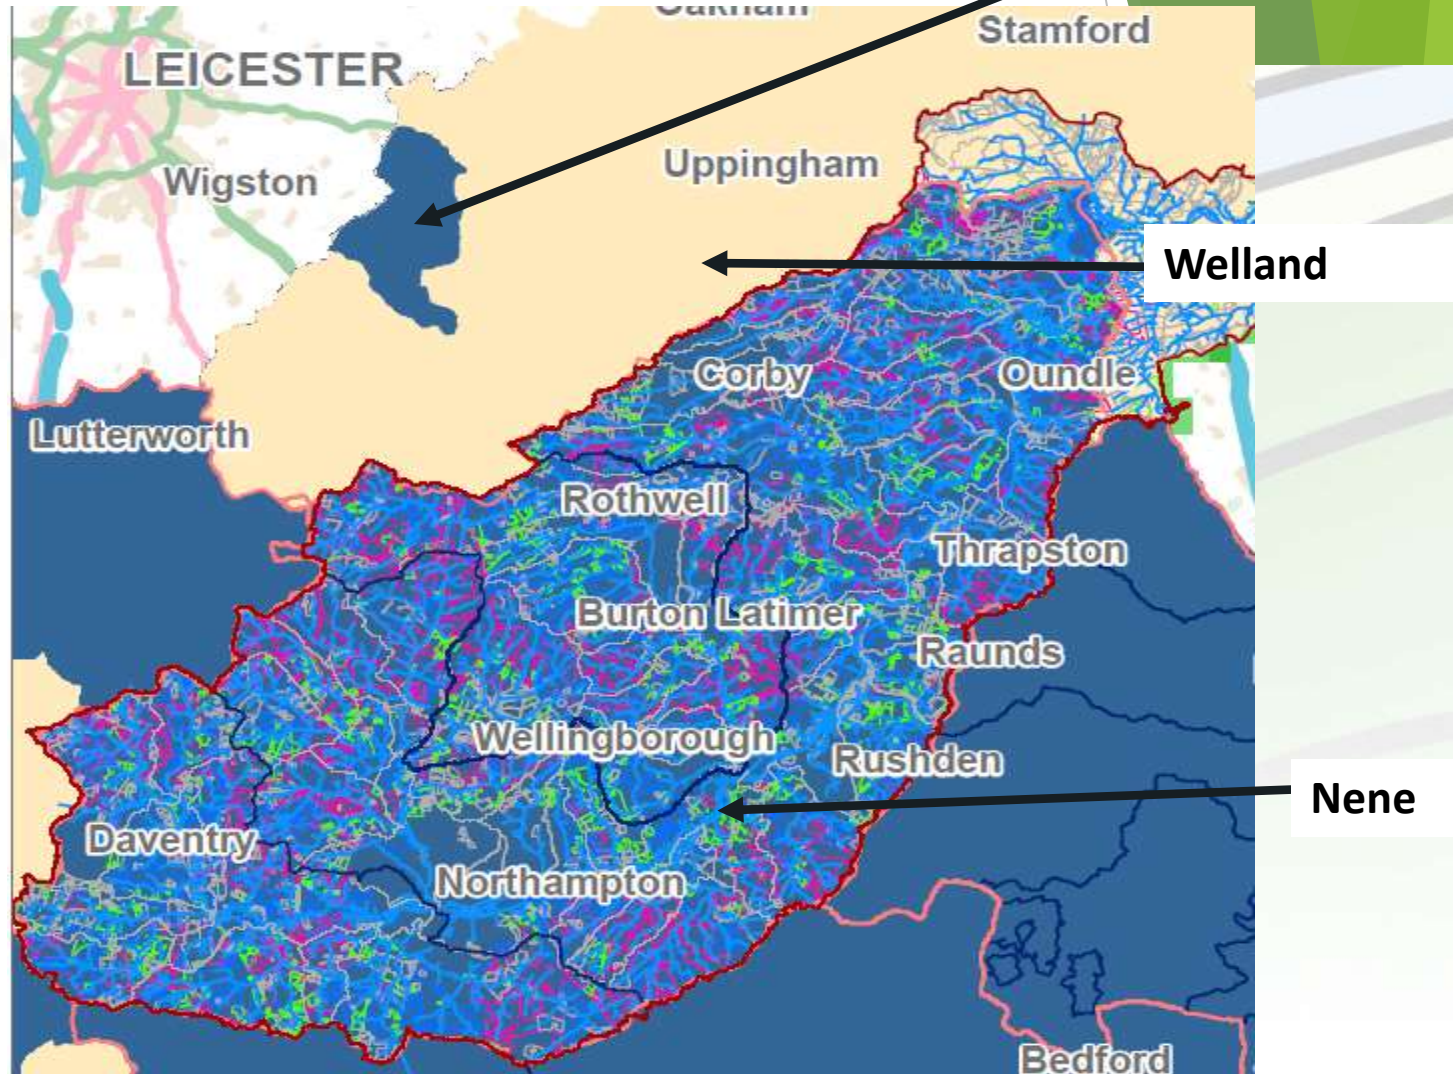 Oakham
Stamford
LEICESTER
Uppingham
Wigston
Welland
Corby
Oundle
Lutterworth
Rothwell
Thrapston
Burton Latimer
Raunds
Wellingborough
Rushden
Nene
Daventry
Northampton
Bedford